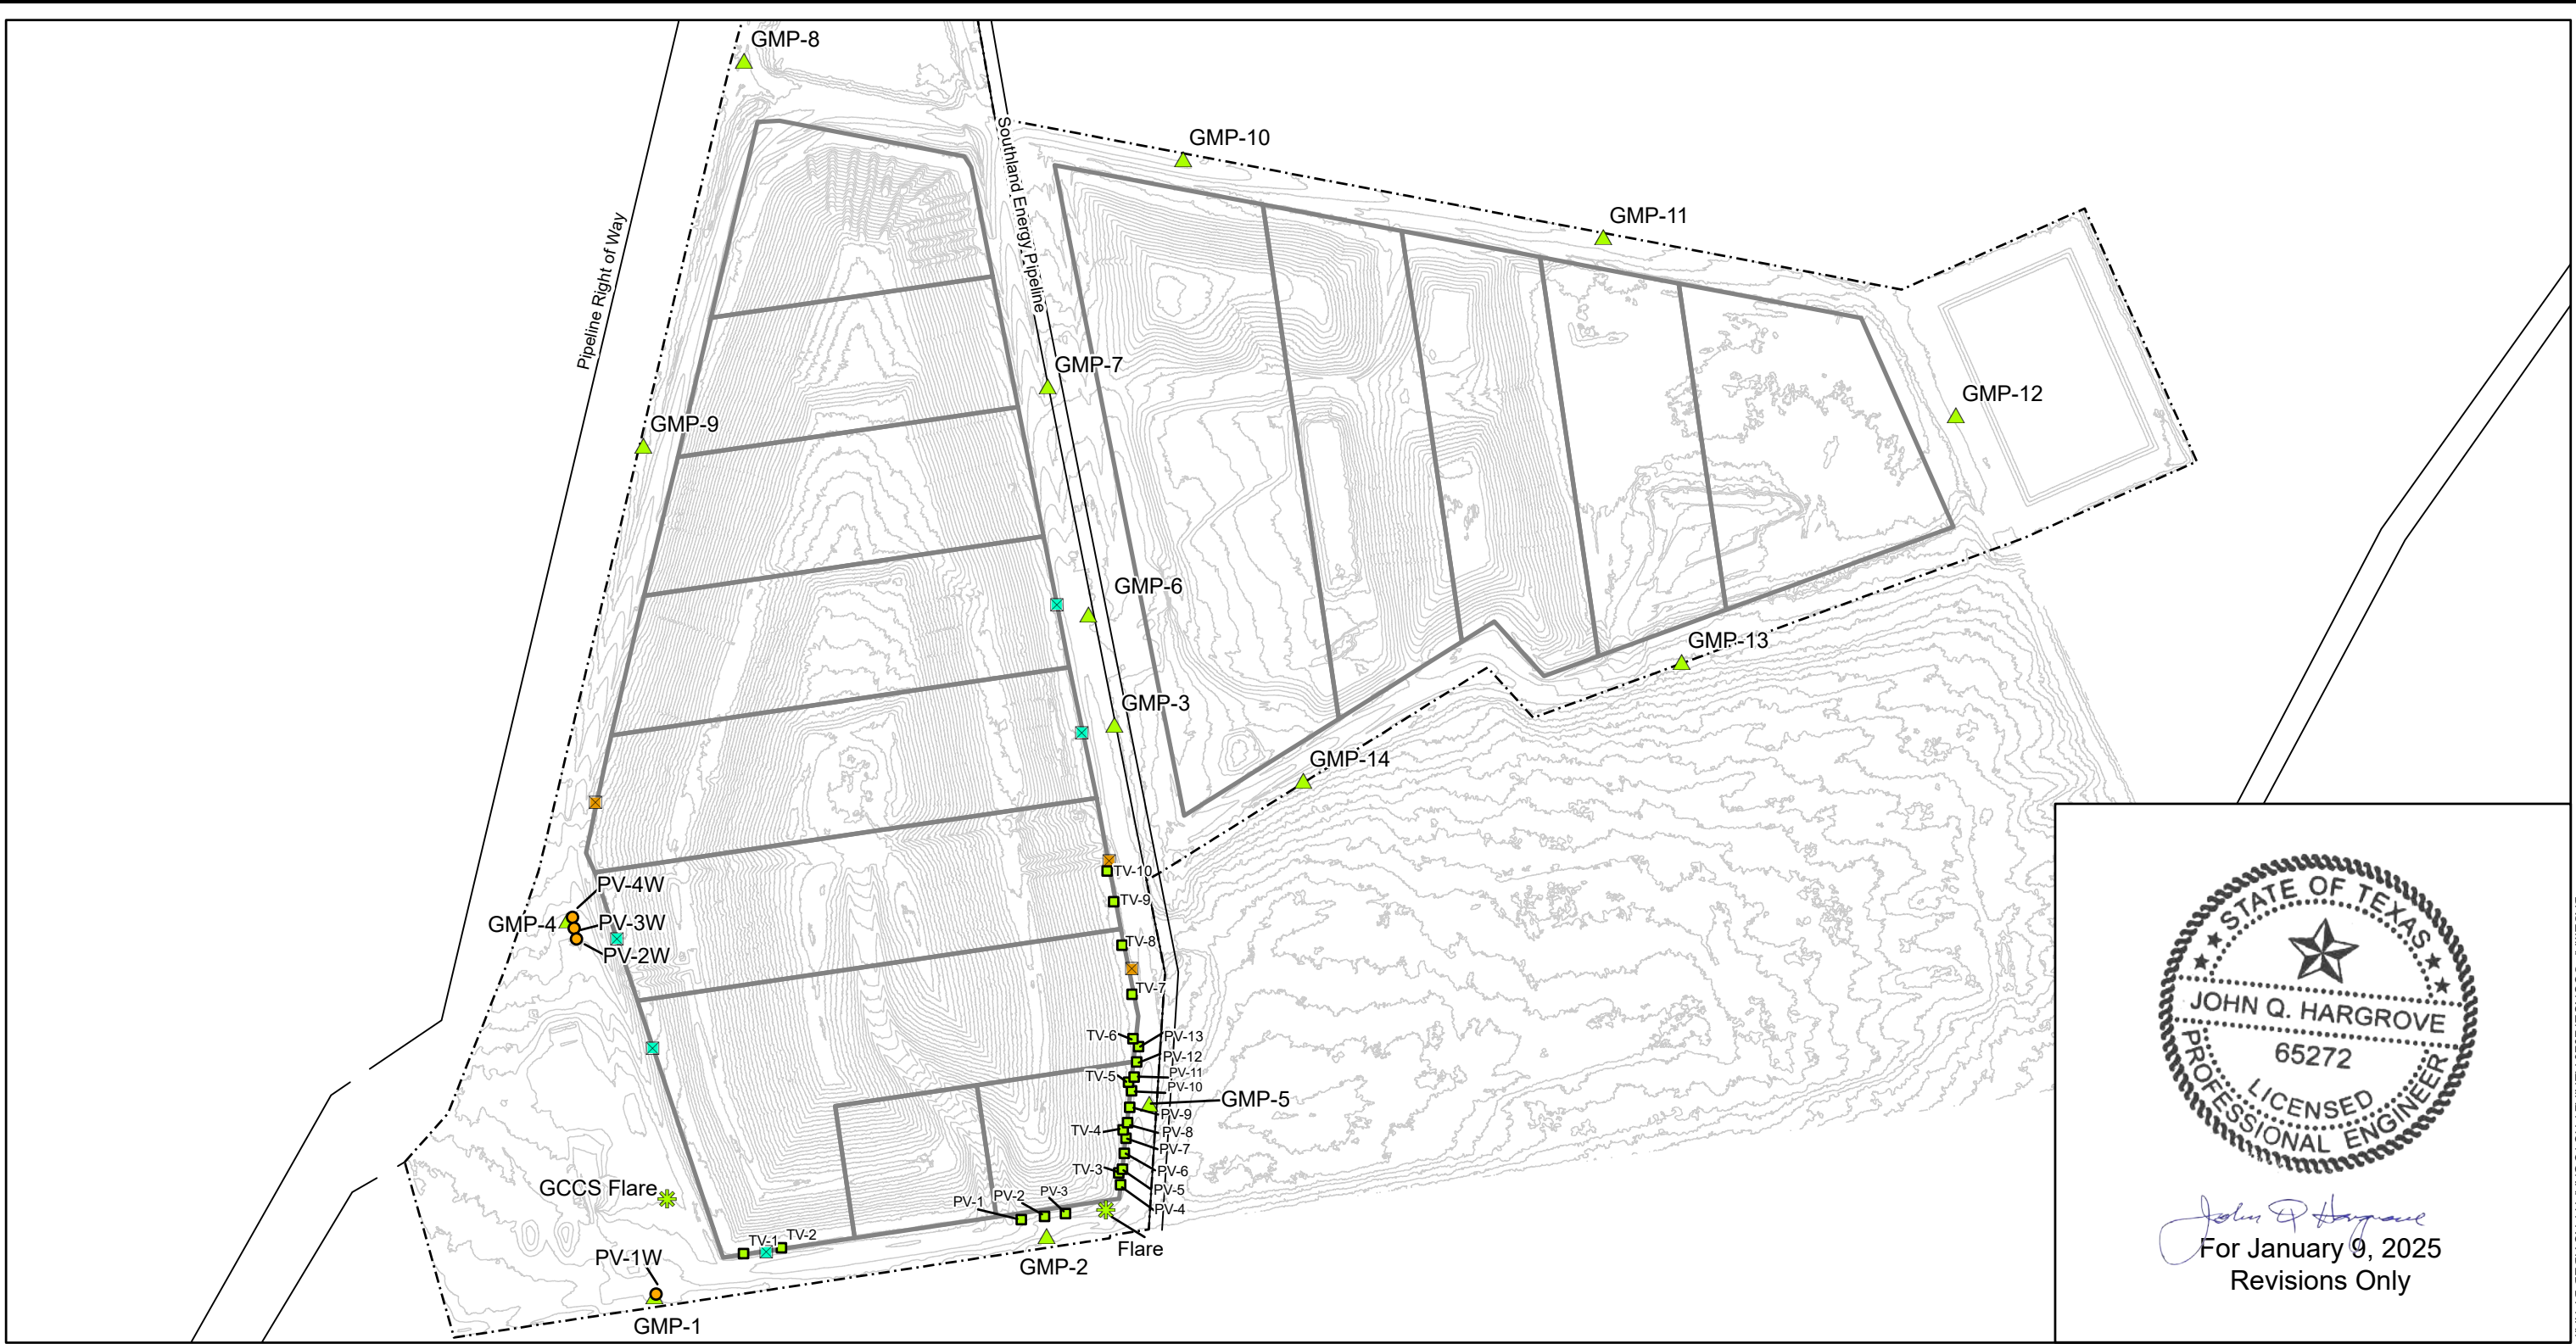 GMP-8
GMP-10
Southland Energy Pipeline
Pipeline Right of Way
GMP-11
GMP-7
GMP-12
GMP-9
GMP-6
GMP-13
GMP-3
GMP-14
TV-10
PV-4W
TV-9
GMP-4
PV-3W
TV-8
PV-2W
TV-7
TV-6
PV-13
PV-12
TV-5
PV-11
PV-10
GMP-5
PV-9
TV-4
PV-8
PV-7
TV-3
PV-6
GCCS Flare
PV-5
PV-1
PV-2
PV-3
PV-4
TV-1
TV-2
Flare
PV-1W
GMP-2
GMP-1
STATE OF TEXAS
JOHN Q. HARGROVE
65272
LICENSED
PROFESSIONAL ENGINEER
John Q Hargrove
For January 9, 2025
Revisions Only